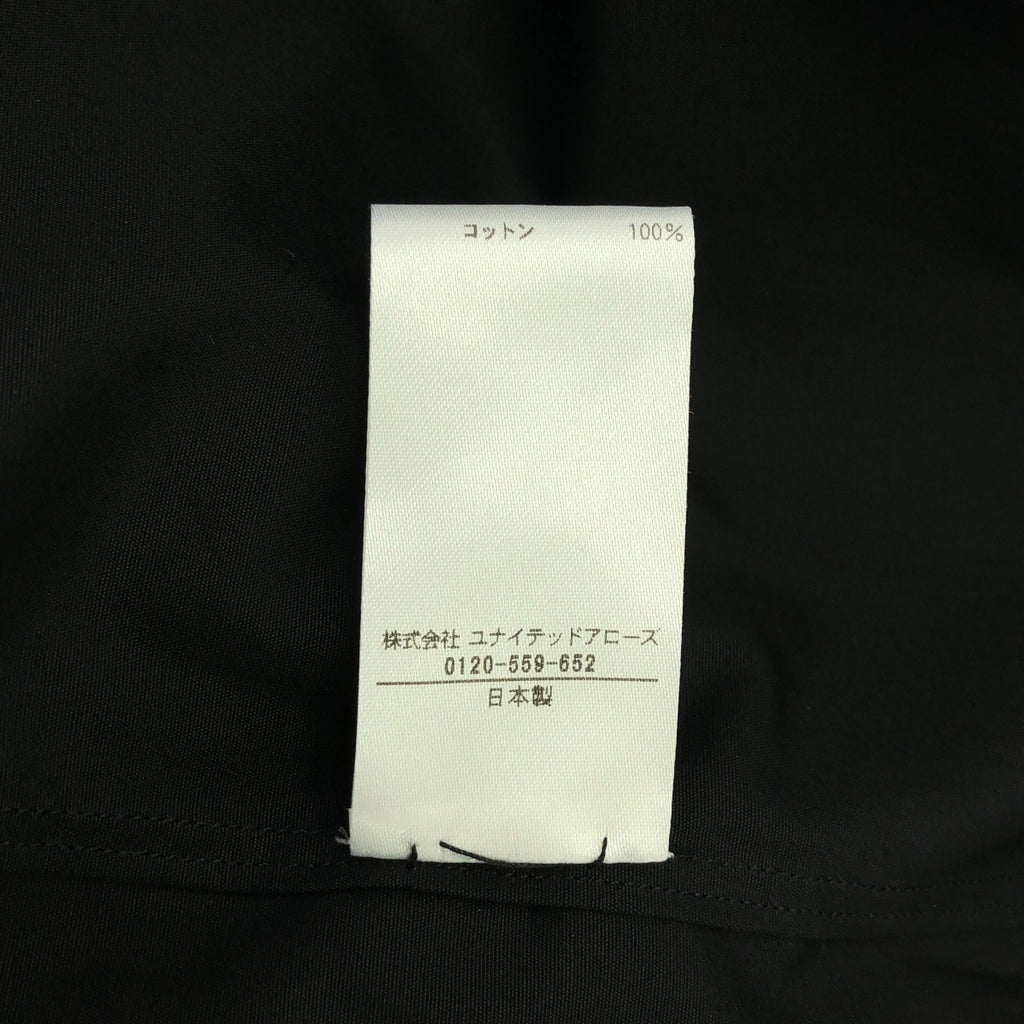 コットン 100%
株式会社 ユナイテッドアローズ
0120-559-652
日本製